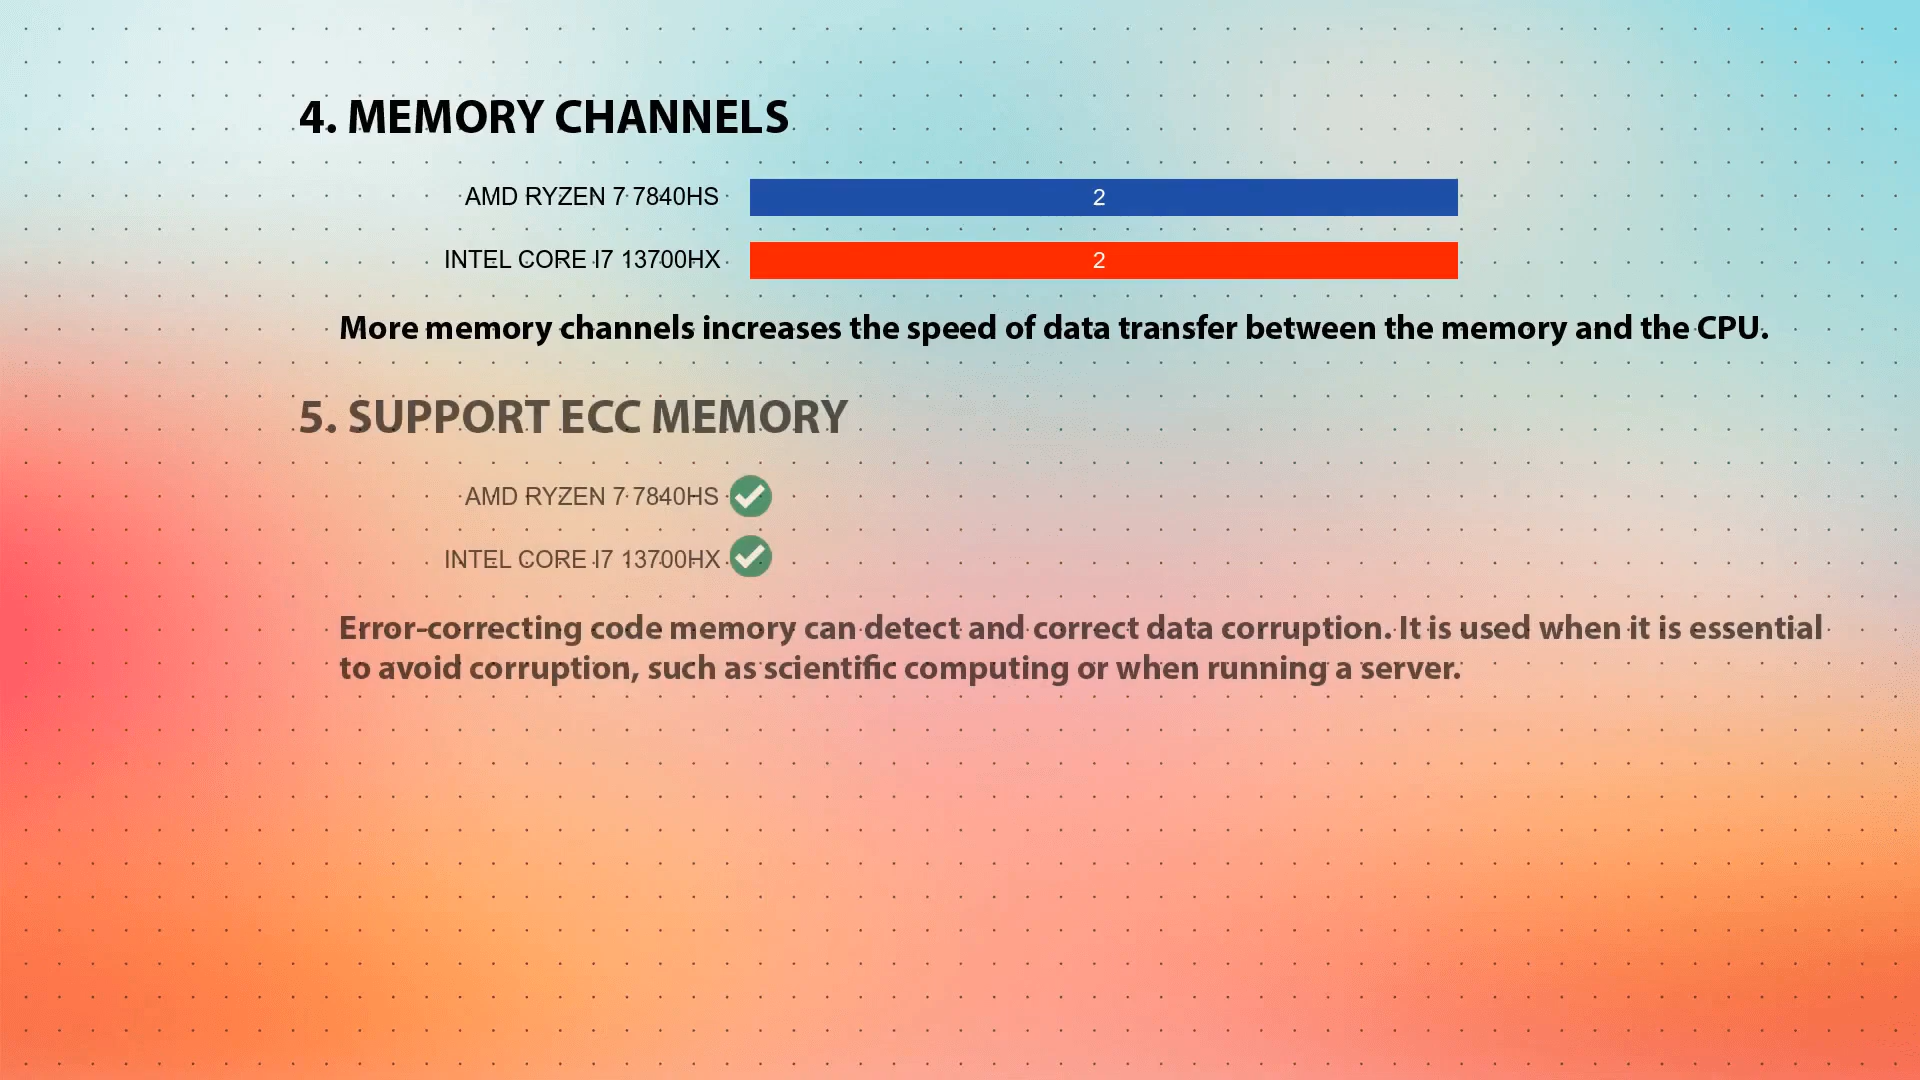 4. MEMORY CHANNELS
AMD RYZEN 7 7840HS
2
INTEL CORE I7 13700HX
2
More memory channels increases the speed of data transfer between the memory and the CPU.
5. SUPPORT ECC MEMORY
AMD RYZEN 7 7840HS
INTEL CORE I7 13700HX
Error-correcting code memory can detect and correct data corruption. It is used when it is essential
to avoid corruption, such as scientific computing or when running a server.